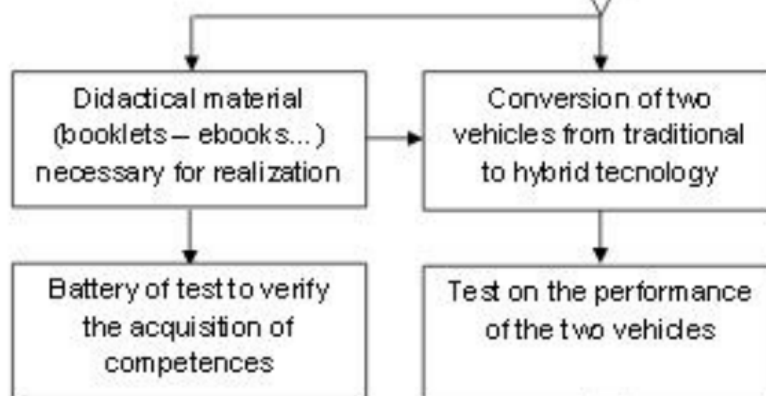 Didactical material
(booklets – ebooks...)
necessary for realization
Conversion of two
vehicles from traditional
to hybrid tecnology
Battery of test to verify
the acquisition of
competences
Test on the performance
of the two vehicles